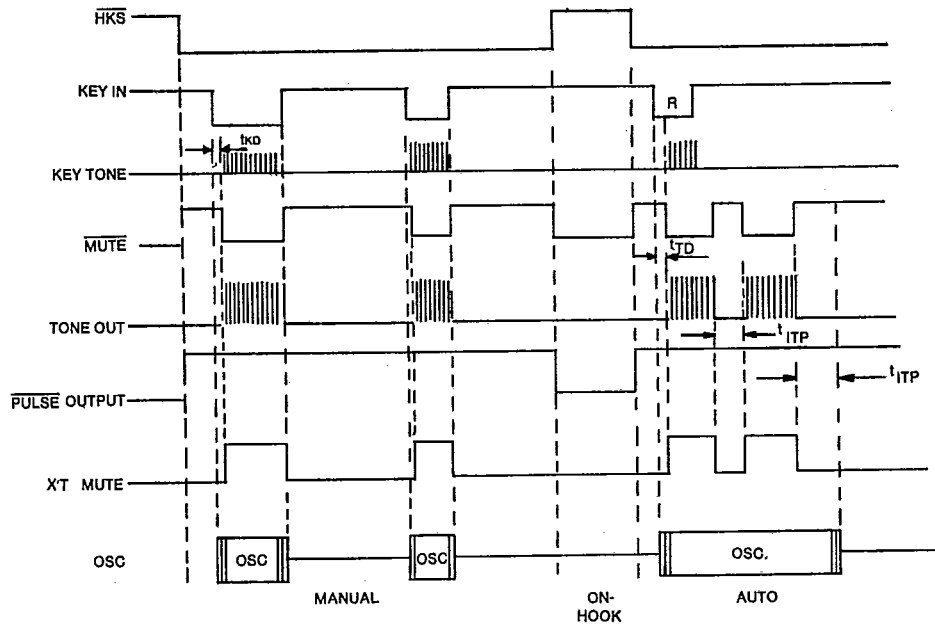 HKS
KEY IN
R
tKD
KEY TONE
MUTE
tTD
TONE OUT
tITP
PULSE OUTPUT
tITP
X'T MUTE
OSC
OSC
OSC
OSC.
MANUAL
ON-
HOOK
AUTO